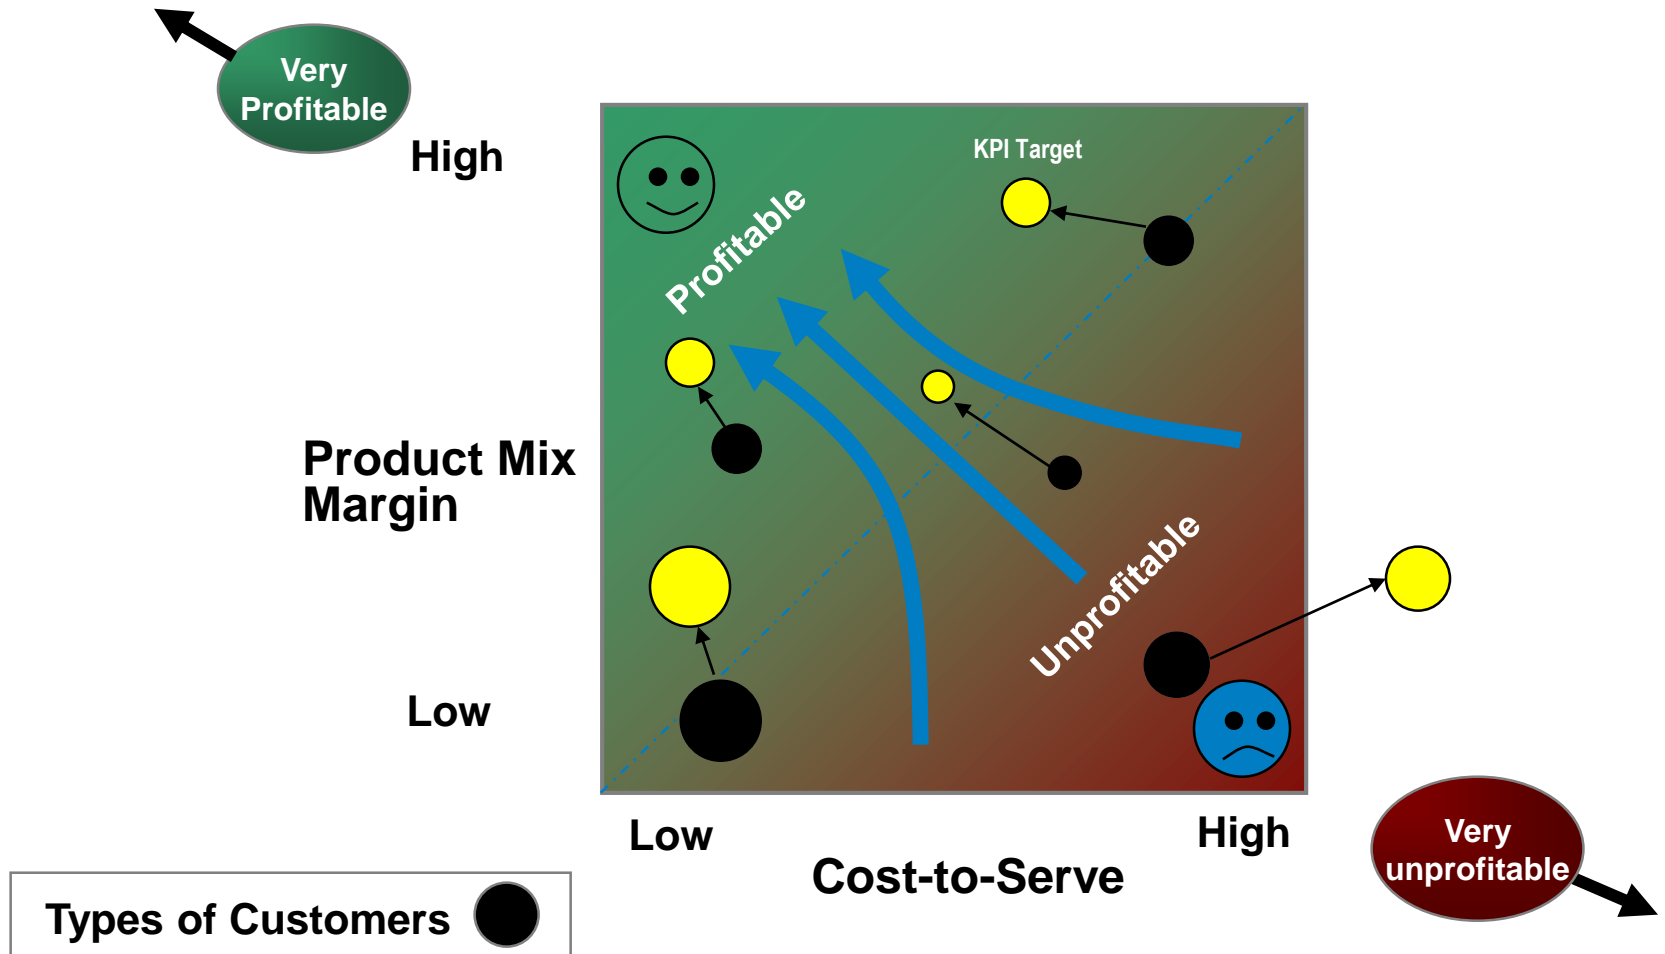 Very
Profitable
High
KPI Target
Profitable
Product Mix
Margin
Unprofitable
Low
Low
High
Cost-to-Serve
Very
unprofitable
Types of Customers